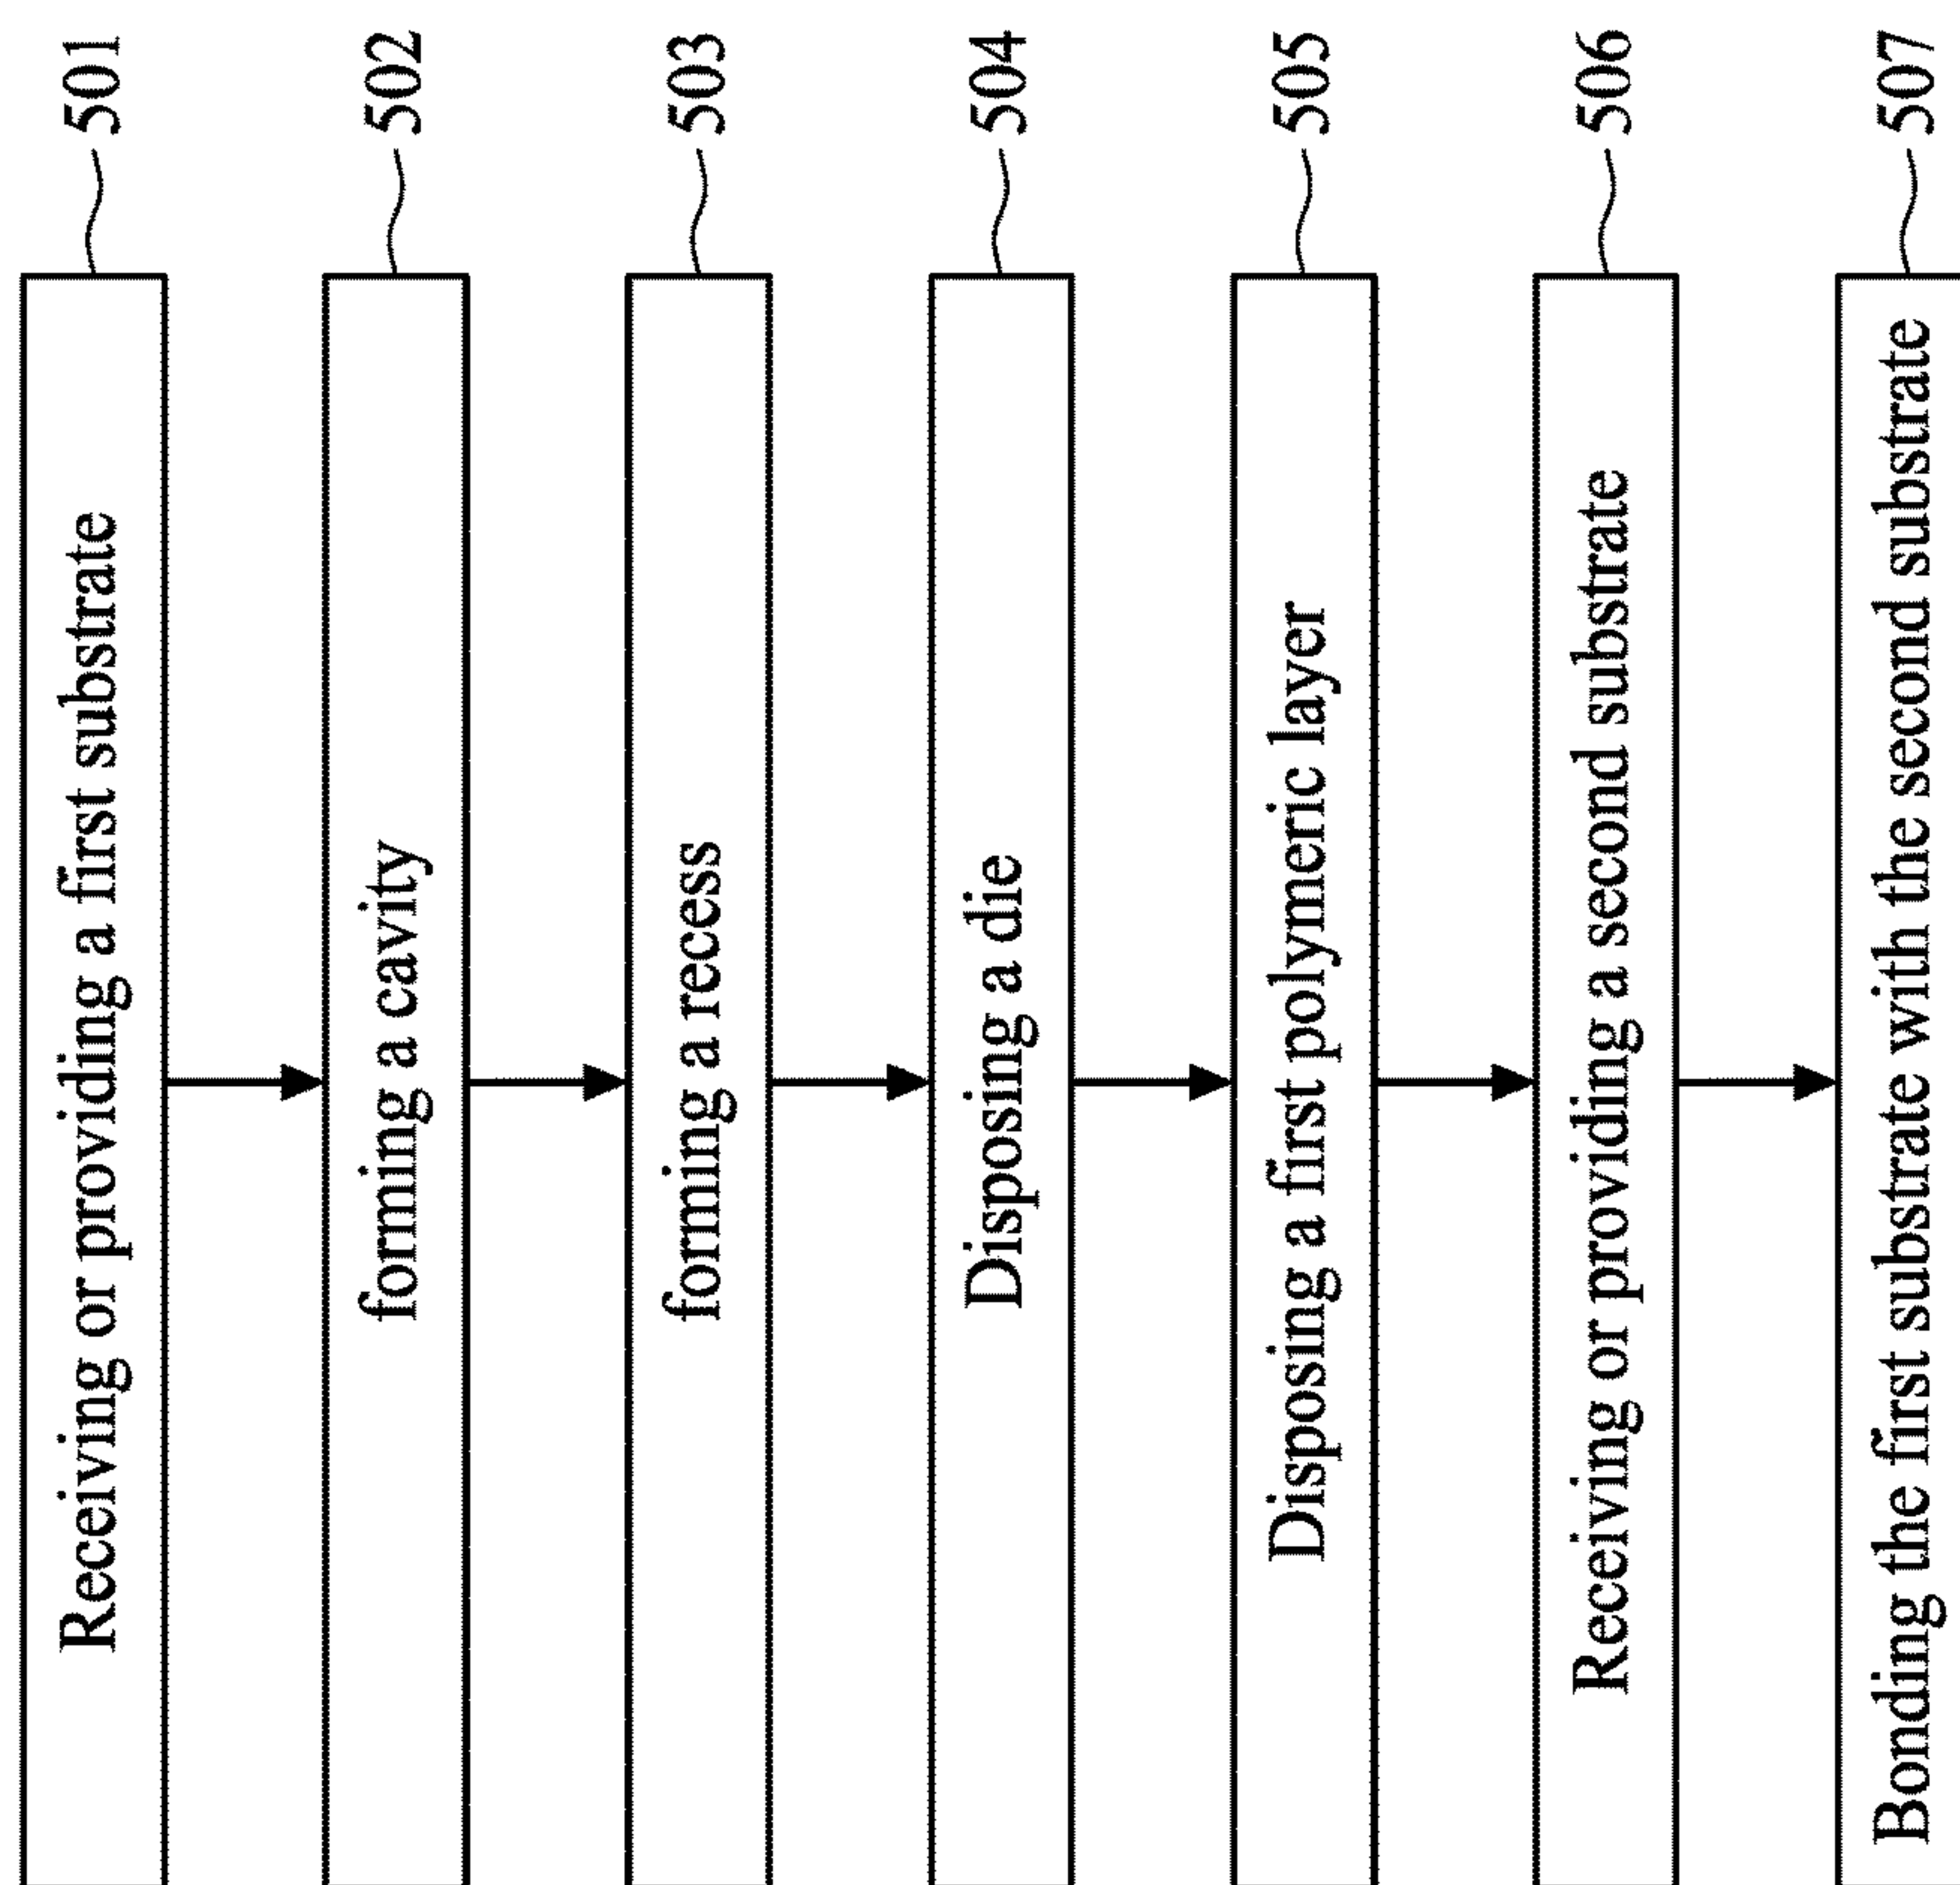 Receiving or providing a first substrate
501
forming a cavity
502
forming a recess
503
Disposing a die
504
Disposing a first polymeric layer
505
Receiving or providing a second substrate
506
Bonding the first substrate with the second substrate
507